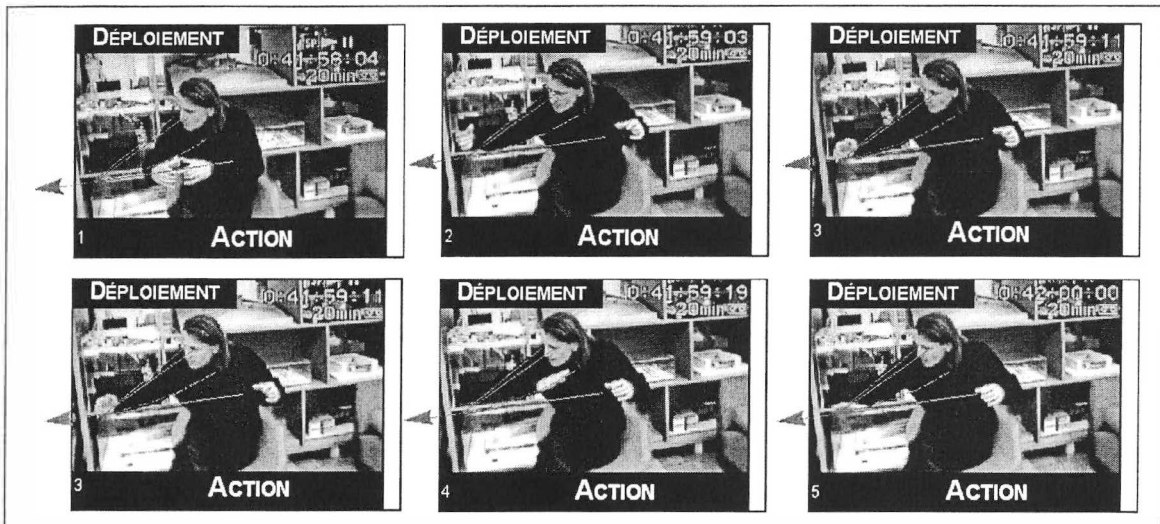 DÉPLOIEMENT
0:41:58:04
20min
1
ACTION
DÉPLOIEMENT
0:41:59:03
20min
2
ACTION
DÉPLOIEMENT
0:41:59:11
20min
3
ACTION
DÉPLOIEMENT
0:41:59:11
20min
3
ACTION
DÉPLOIEMENT
0:41:59:19
20min
4
ACTION
DÉPLOIEMENT
0:42:00:00
20min
5
ACTION